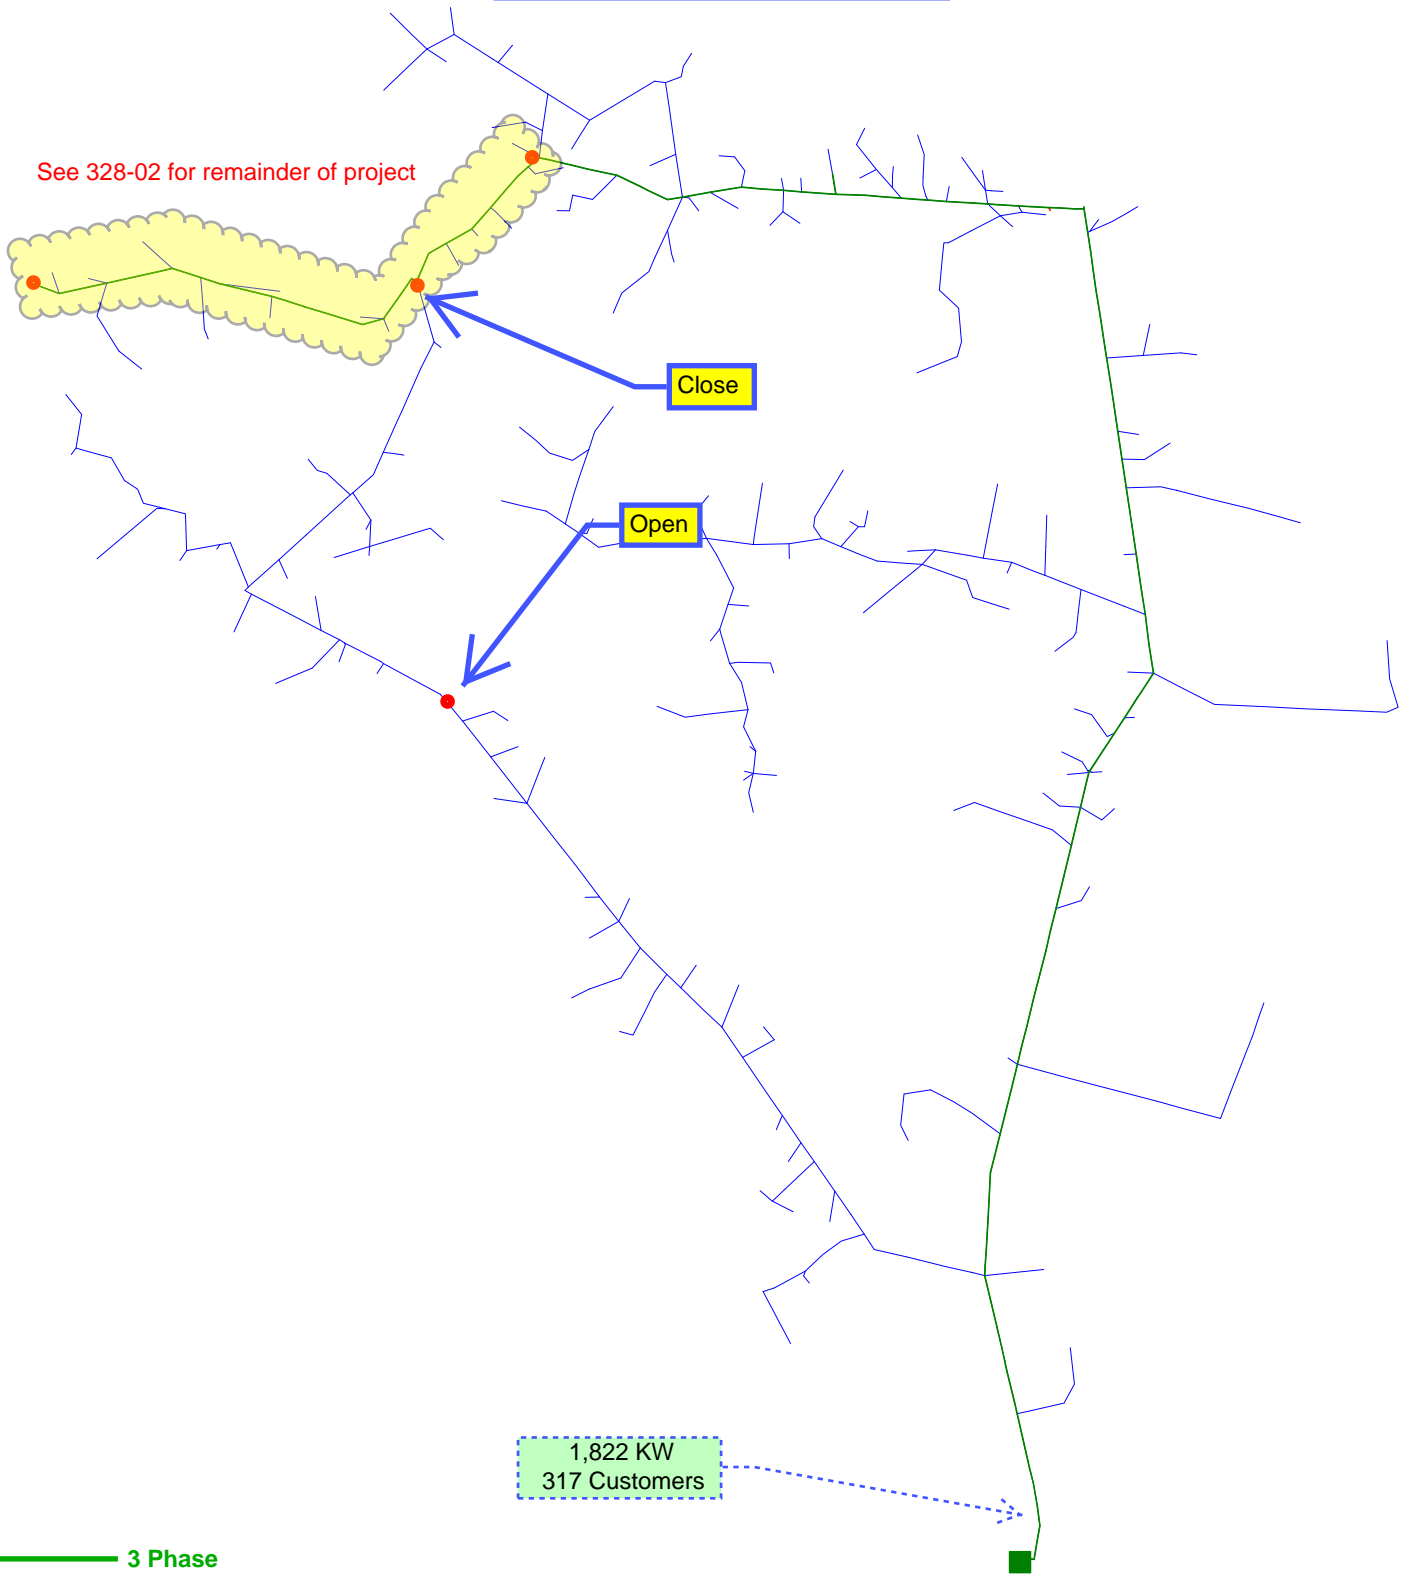 See 328-02 for remainder of project
Close
Open
1,822 KW
317 Customers
3 Phase